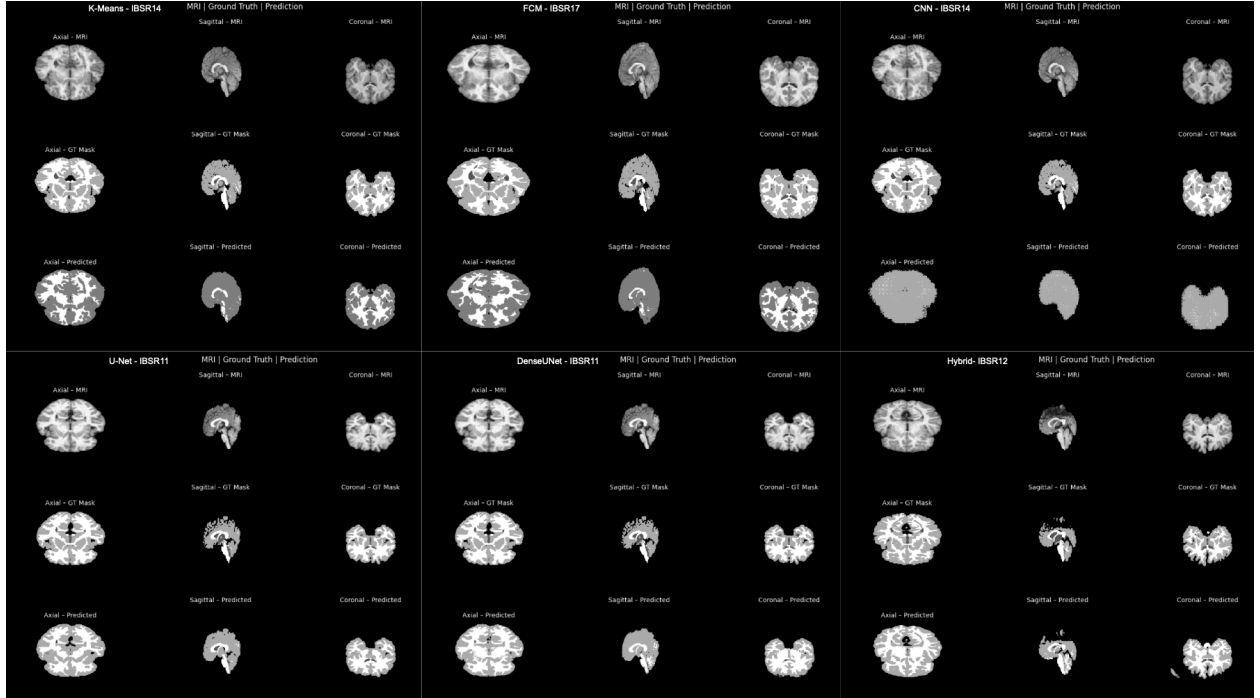 K-Means - IBSR14 MRI | Ground Truth | Prediction
Sagittal – MRI
Coronal – MRI
Axial – MRI
Sagittal – GT Mask
Coronal – GT Mask
Axial – GT Mask
Sagittal – Predicted
Coronal – Predicted
Axial – Predicted
FCM - IBSR17 MRI | Ground Truth | Prediction
Sagittal – MRI
Coronal – MRI
Axial – MRI
Sagittal – GT Mask
Coronal – GT Mask
Axial – GT Mask
Sagittal – Predicted
Coronal – Predicted
Axial – Predicted
CNN - IBSR14 MRI | Ground Truth | Prediction
Sagittal – MRI
Coronal – MRI
Axial – MRI
Sagittal – GT Mask
Coronal – GT Mask
Axial – GT Mask
Sagittal – Predicted
Coronal – Predicted
Axial – Predicted
U-Net - IBSR11 MRI | Ground Truth | Prediction
Sagittal – MRI
Coronal – MRI
Axial – MRI
Sagittal – GT Mask
Coronal – GT Mask
Axial – GT Mask
Sagittal – Predicted
Coronal – Predicted
Axial – Predicted
DenseUNet - IBSR11 MRI | Ground Truth | Prediction
Sagittal – MRI
Coronal – MRI
Axial – MRI
Sagittal – GT Mask
Coronal – GT Mask
Axial – GT Mask
Sagittal – Predicted
Coronal – Predicted
Axial – Predicted
Hybrid- IBSR12 MRI | Ground Truth | Prediction
Sagittal – MRI
Coronal – MRI
Axial – MRI
Sagittal – GT Mask
Coronal – GT Mask
Axial – GT Mask
Sagittal – Predicted
Coronal – Predicted
Axial – Predicted